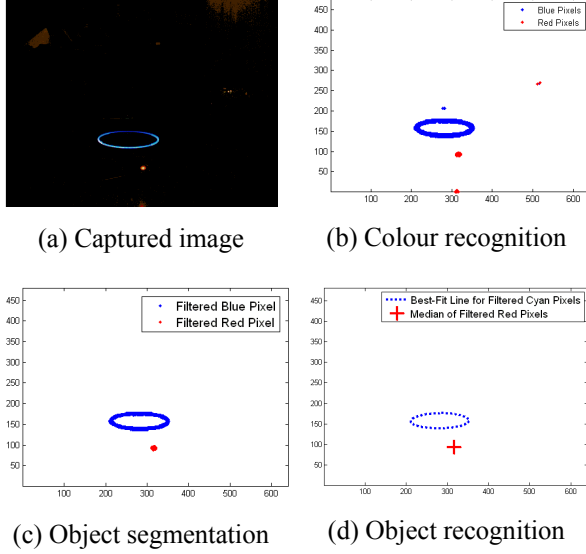 Blue Pixels
Red Pixels
450
400
350
300
250
200
150
100
50
100 200 300 400 500 600
(a) Captured image
(b) Colour recognition
Filtered Blue Pixel
Filtered Red Pixel
450
400
350
300
250
200
150
100
50
100 200 300 400 500 600
Best-Fit Line for Filtered Cyan Pixels
Median of Filtered Red Pixels
450
400
350
300
250
200
150
100
50
100 200 300 400 500 600
(c) Object segmentation
(d) Object recognition